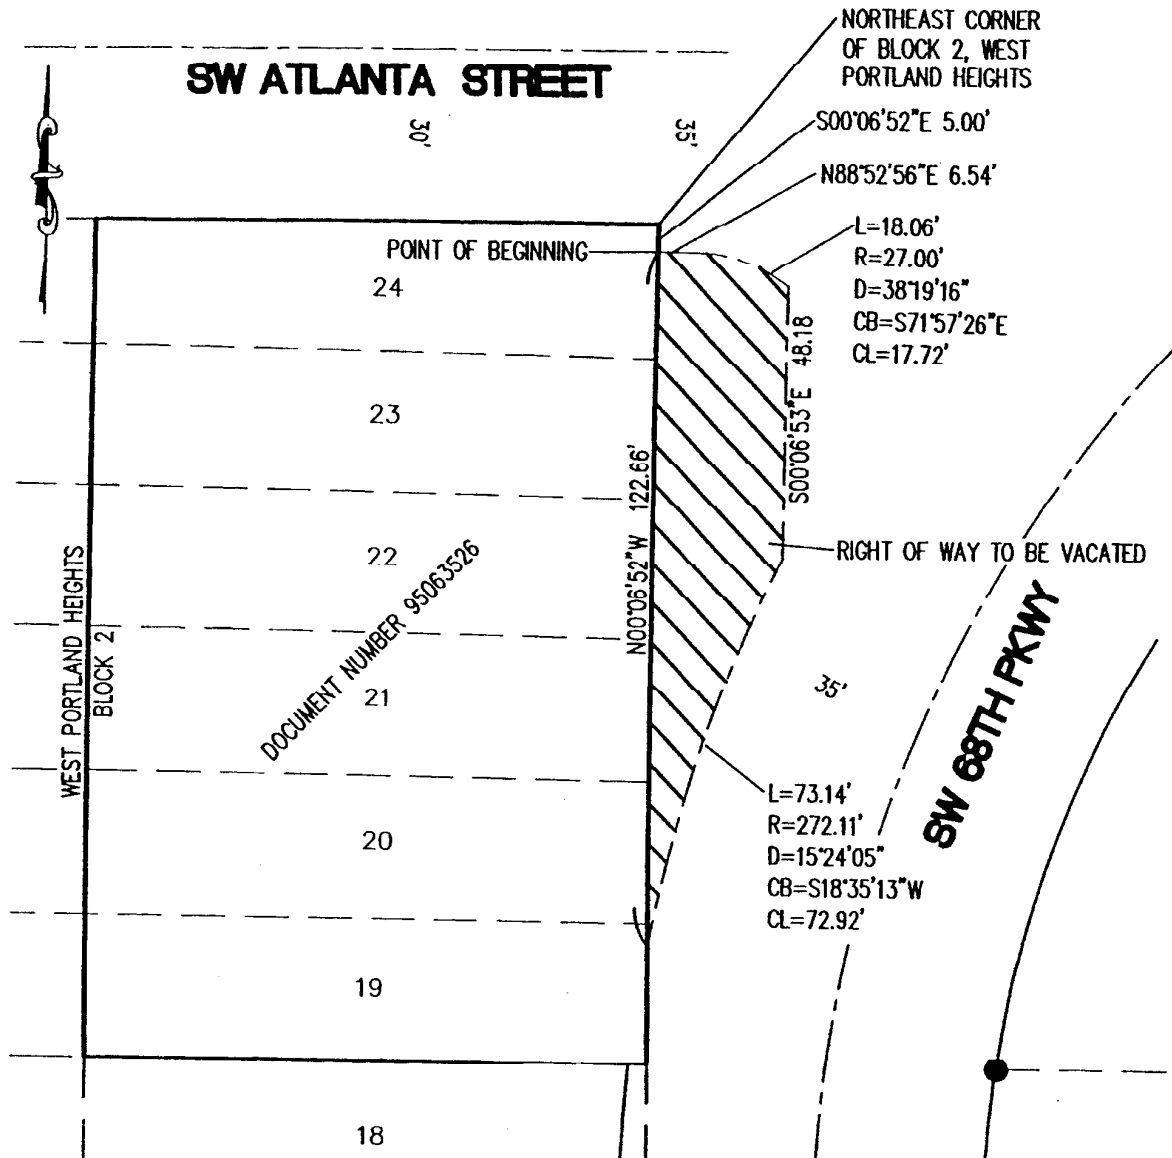 NORTHEAST CORNER
OF BLOCK 2, WEST
PORTLAND HEIGHTS
SW ATLANTA STREET
30'
35'
S00°06'52"E 5.00'
N88°52'56"E 6.54'
POINT OF BEGINNING
L=18.06'
R=27.00'
D=38°19'16"
CB=S71°57'26"E
CL=17.72'
24
23
22
21
20
19
18
S00°06'53"E 48.18
N00°06'52"W 122.66'
RIGHT OF WAY TO BE VACATED
WEST PORTLAND HEIGHTS
BLOCK 2
DOCUMENT NUMBER 95063526
35'
SW 68TH PKWY
L=73.14'
R=272.11'
D=15°24'05"
CB=S18°35'13"W
CL=72.92'